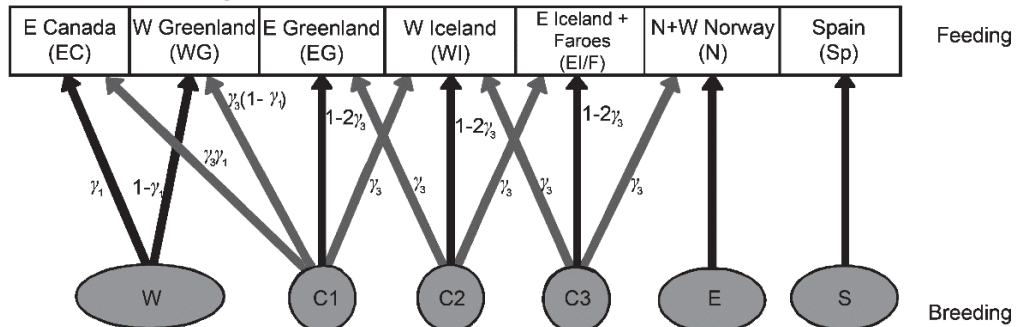 E Canada
(EC)
W Greenland
(WG)
E Greenland
(EG)
W Iceland
(WI)
E Iceland +
Faroes
(EI/F)
N+W Norway
(N)
Spain
(Sp)
Feeding
γ₃(1- γ₁)
1-2γ₃
1-2γ₃
1-2γ₃
γ₃γ₁
γ₁
1-γ₁
γ₃
γ₃
γ₃
γ₃
γ₃
W
C1
C2
C3
E
S
Breeding